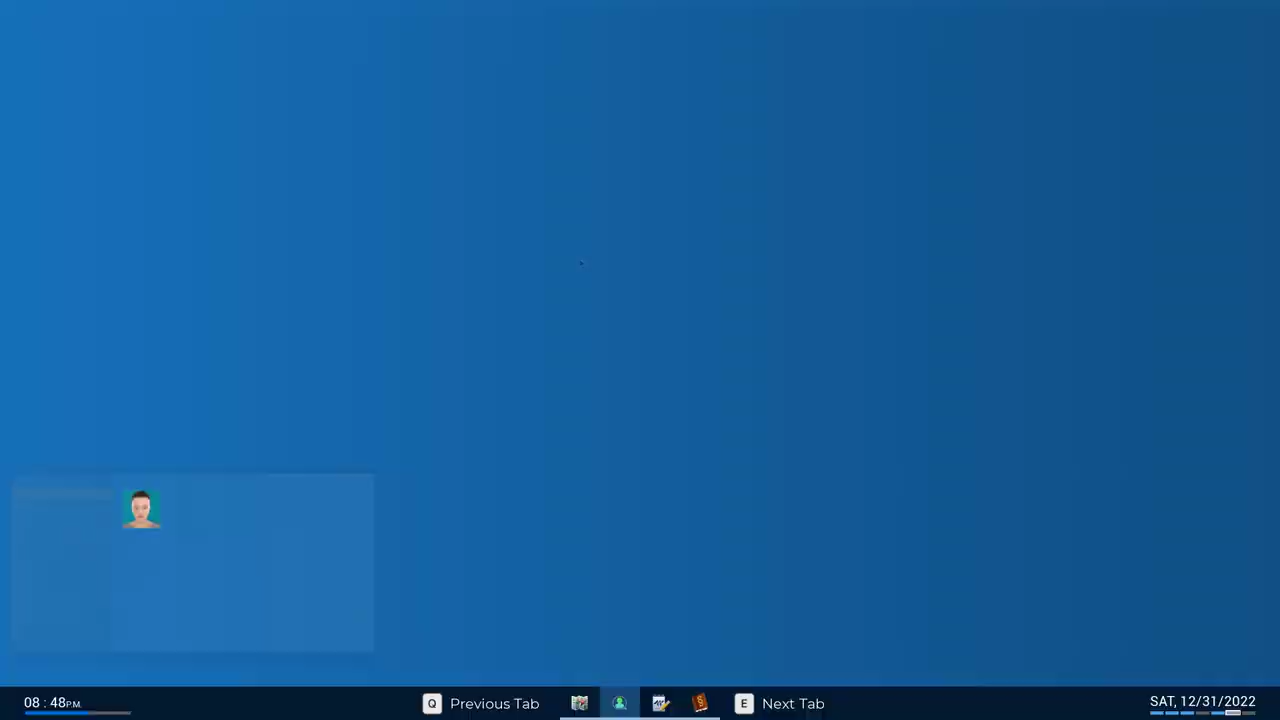 08 : 48P.M.
Q Previous Tab
E Next Tab
SAT, 12/31/2022